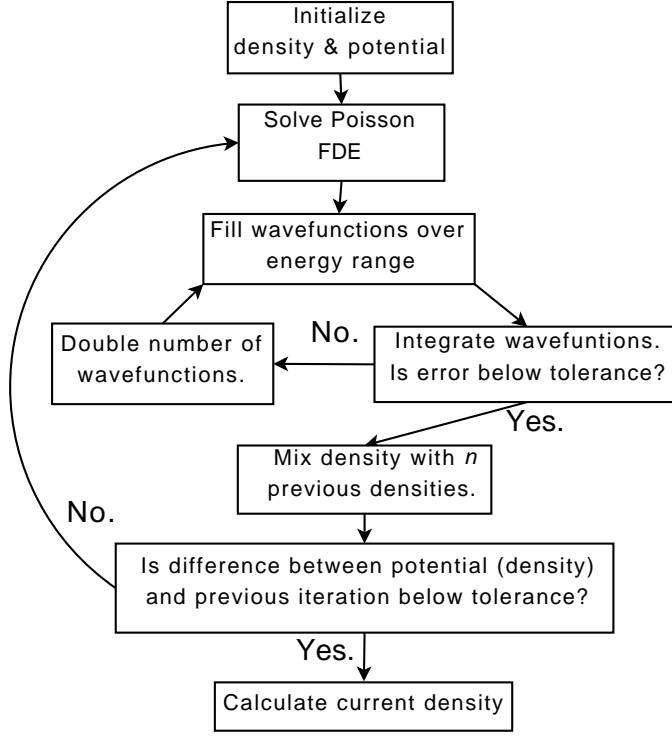 Initialize
density & potential
Solve Poisson
FDE
Fill wavefunctions over
energy range
No.
Double number of
wavefunctions.
Integrate wavefuntions.
Is error below tolerance?
Yes.
Mix density with n
previous densities.
No.
Is difference between potential (density)
and previous iteration below tolerance?
Yes.
Calculate current density